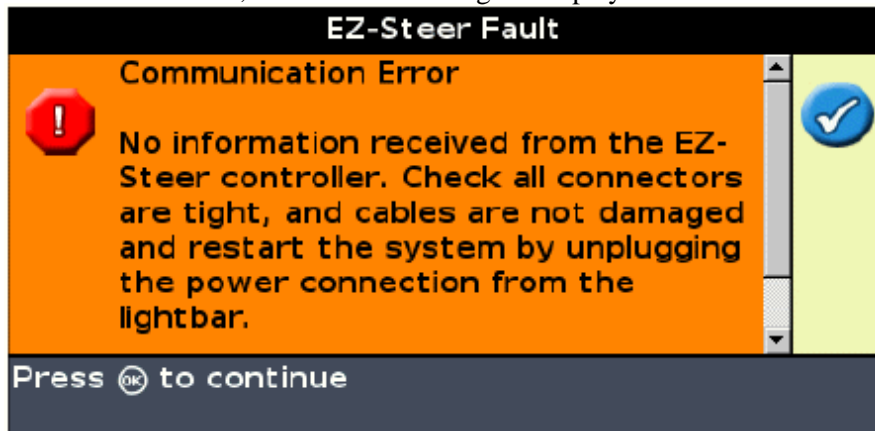 EZ-Steer Fault
Communication Error
No information received from the EZ-
Steer controller. Check all connectors
are tight, and cables are not damaged
and restart the system by unplugging
the power connection from the
lightbar.
Press OK to continue